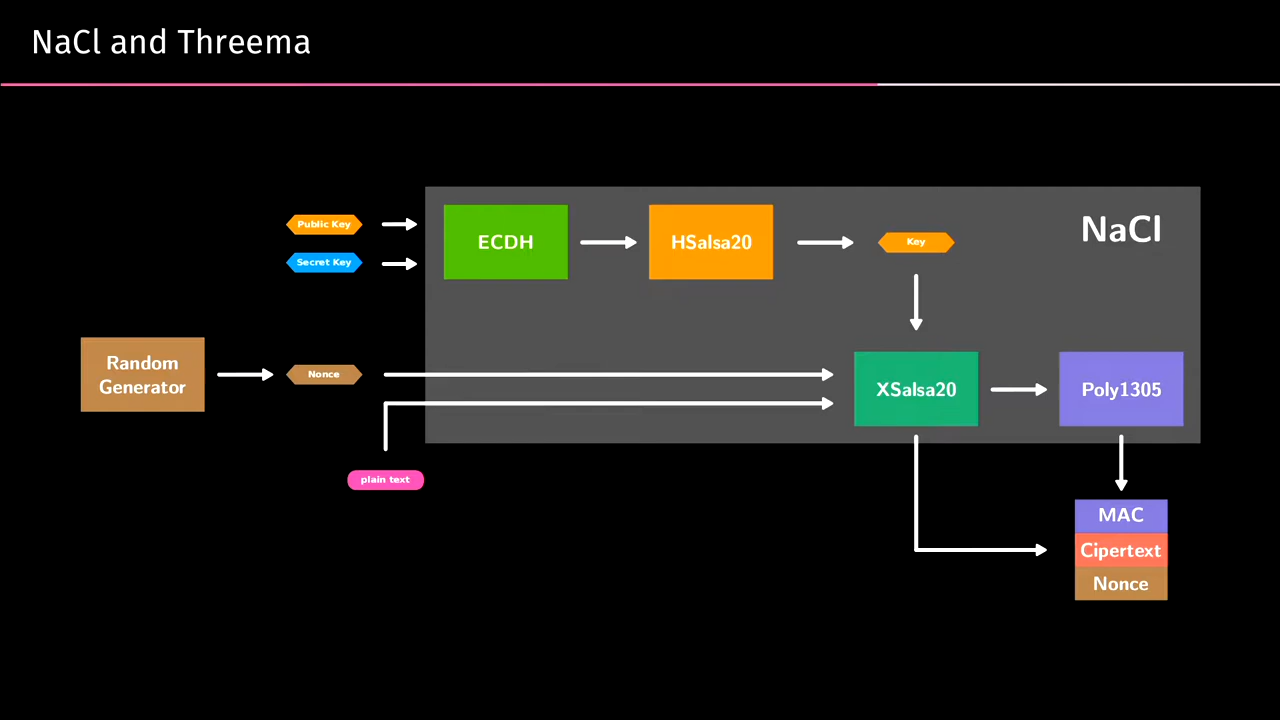 NaCl and Threema
Public Key
Secret Key
ECDH
HSalsa20
Key
NaCl
Random
Generator
Nonce
XSalsa20
Poly1305
plain text
MAC
Cipertext
Nonce